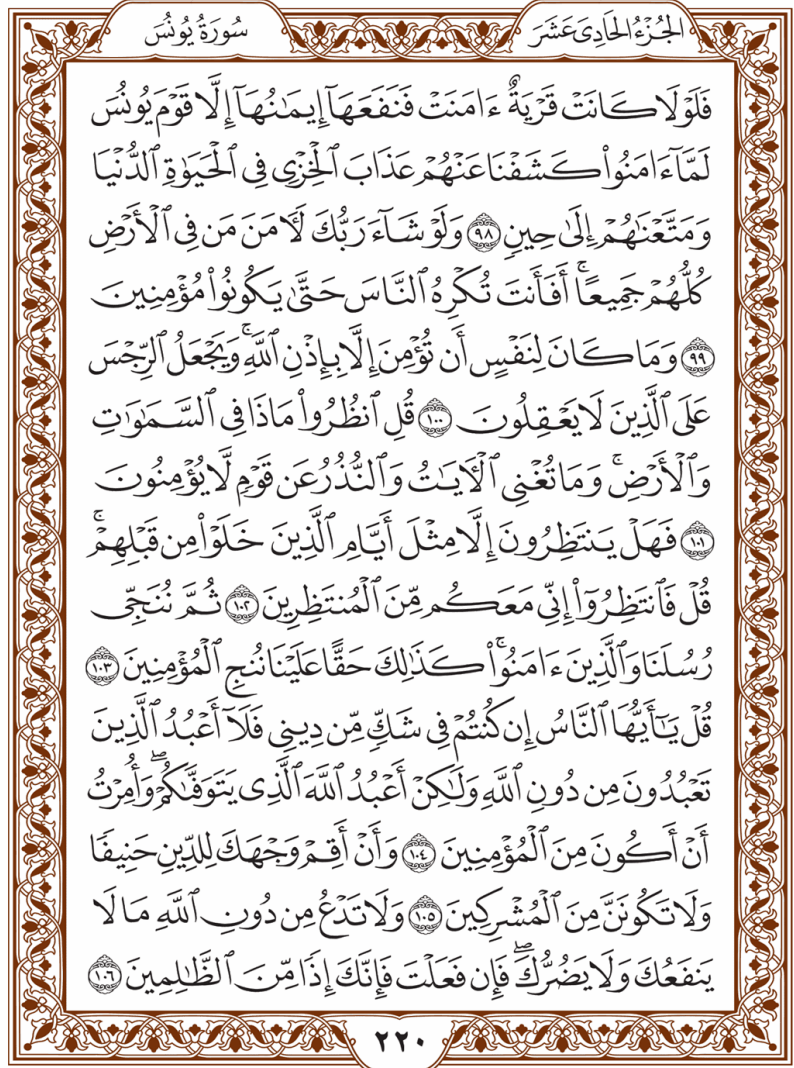 الجُزْءُ الحَادِيَ عَشَرَ
سُورَةُ يُونُسَ
فَلَوْلَا كَانَتْ قَرْيَةٌ ءَامَنَتْ فَنَفَعَهَآ إِيمَٰنُهَآ إِلَّا قَوْمَ يُونُسَ
لَمَّآ ءَامَنُوا۟ كَشَفْنَا عَنْهُمْ عَذَابَ ٱلْخِزْىِ فِى ٱلْحَيَوٰةِ ٱلدُّنْيَا
وَمَتَّعْنَٰهُمْ إِلَىٰ حِينٍ ٩٨ وَلَوْ شَآءَ رَبُّكَ لَـَٔامَنَ مَن فِى ٱلْأَرْضِ
كُلُّهُمْ جَمِيعًا ۚ أَفَأَنتَ تُكْرِهُ ٱلنَّاسَ حَتَّىٰ يَكُونُوا۟ مُؤْمِنِينَ
٩٩ وَمَا كَانَ لِنَفْسٍ أَن تُؤْمِنَ إِلَّا بِإِذْنِ ٱللَّهِ ۚ وَيَجْعَلُ ٱلرِّجْسَ
عَلَى ٱلَّذِينَ لَا يَعْقِلُونَ ١٠٠ قُلِ ٱنظُرُوا۟ مَاذَا فِى ٱلسَّمَٰوَٰتِ
وَٱلْأَرْضِ ۚ وَمَا تُغْنِى ٱلْـَٔايَٰتُ وَٱلنُّذُرُ عَن قَوْمٍ لَّا يُؤْمِنُونَ
١٠١ فَهَلْ يَنتَظِرُونَ إِلَّا مِثْلَ أَيَّامِ ٱلَّذِينَ خَلَوْا۟ مِن قَبْلِهِمْ ۚ
قُلْ فَٱنتَظِرُوٓا۟ إِنِّى مَعَكُم مِّنَ ٱلْمُنتَظِرِينَ ١٠٢ ثُمَّ نُنَجِّى
رُسُلَنَا وَٱلَّذِينَ ءَامَنُوا۟ ۚ كَذَٰلِكَ حَقًّا عَلَيْنَا نُنجِ ٱلْمُؤْمِنِينَ ١٠٣
قُلْ يَٰٓأَيُّهَا ٱلنَّاسُ إِن كُنتُمْ فِى شَكٍّ مِّن دِينِى فَلَآ أَعْبُدُ ٱلَّذِينَ
تَعْبُدُونَ مِن دُونِ ٱللَّهِ وَلَٰكِنْ أَعْبُدُ ٱللَّهَ ٱلَّذِى يَتَوَفَّىٰكُمْ ۖ وَأُمِرْتُ
أَنْ أَكُونَ مِنَ ٱلْمُؤْمِنِينَ ١٠٤ وَأَنْ أَقِمْ وَجْهَكَ لِلدِّينِ حَنِيفًا
وَلَا تَكُونَنَّ مِنَ ٱلْمُشْرِكِينَ ١٠٥ وَلَا تَدْعُ مِن دُونِ ٱللَّهِ مَا لَا
يَنفَعُكَ وَلَا يَضُرُّكَ ۖ فَإِن فَعَلْتَ فَإِنَّكَ إِذًا مِّنَ ٱلظَّٰلِمِينَ ١٠٦
٢٢٠